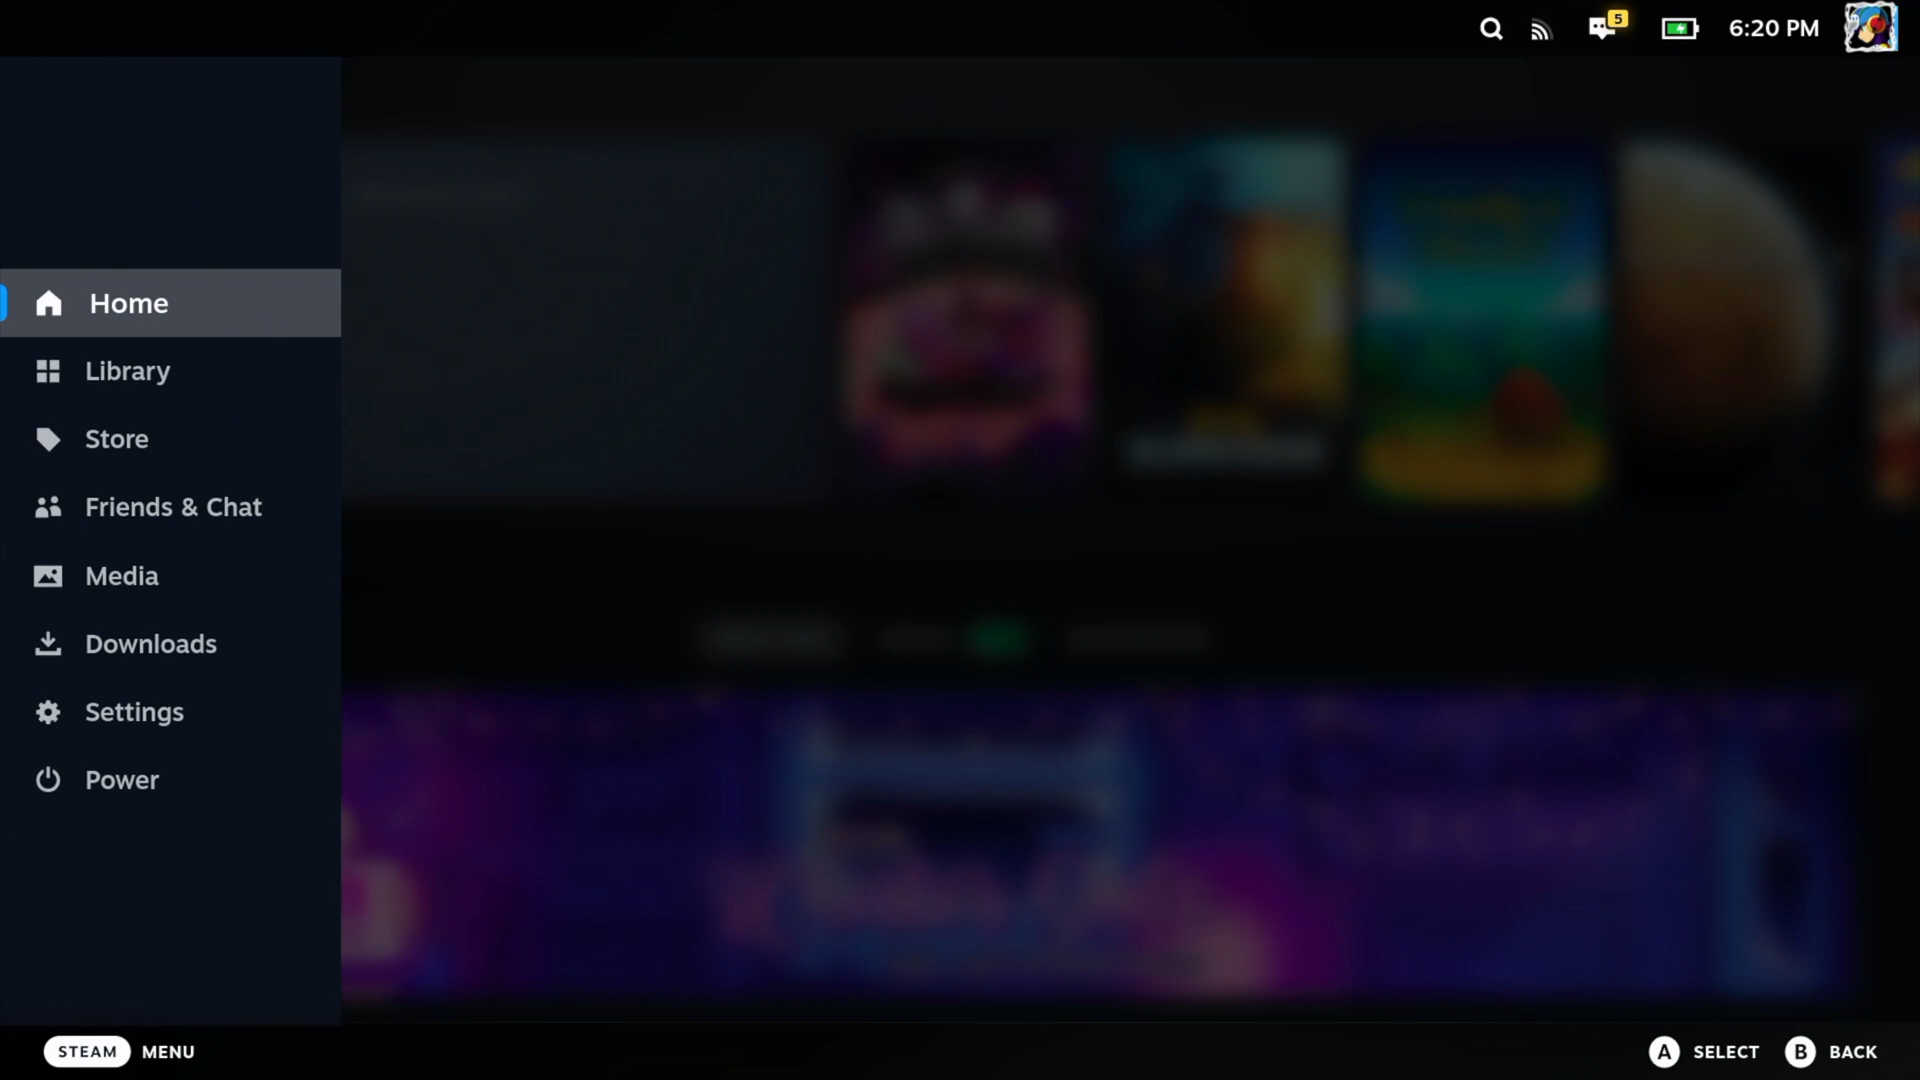 5
6:20 PM
Home
Library
Store
Friends & Chat
Media
Downloads
Settings
Power
STEAM MENU
A SELECT B BACK